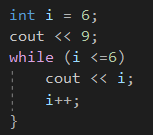 int i = 6;
cout << 9;
while (i <=6)
    cout << i;
    i++;
}